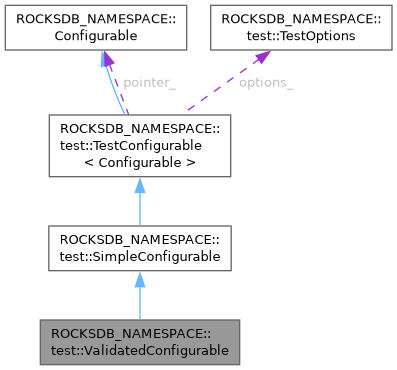 ROCKSDB_NAMESPACE::
Configurable
ROCKSDB_NAMESPACE::
test::TestOptions
pointer_
options_
ROCKSDB_NAMESPACE::
test::TestConfigurable
< Configurable >
ROCKSDB_NAMESPACE::
test::SimpleConfigurable
ROCKSDB_NAMESPACE::
test::ValidatedConfigurable